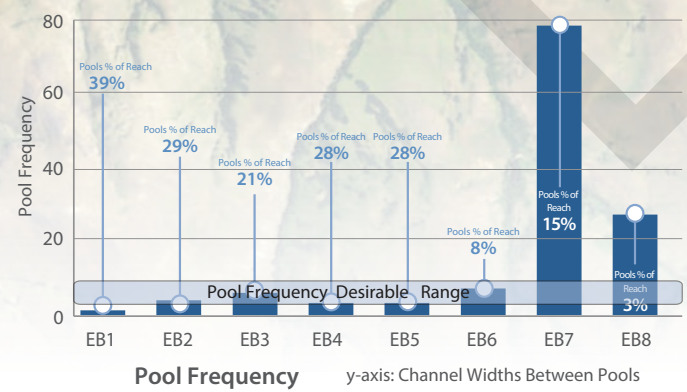 80
60
40
20
0
Pool Frequency
Pools % of Reach
39%
Pools % of Reach
29%
Pools % of Reach
21%
Pools % of Reach
28%
Pools % of Reach
28%
Pools % of Reach
8%
Pools % of
Reach
15%
Pools % of
Reach
3%
Pool Frequency Desirable Range
EB1 EB2 EB3 EB4 EB5 EB6 EB7 EB8
Pool Frequency y-axis: Channel Widths Between Pools